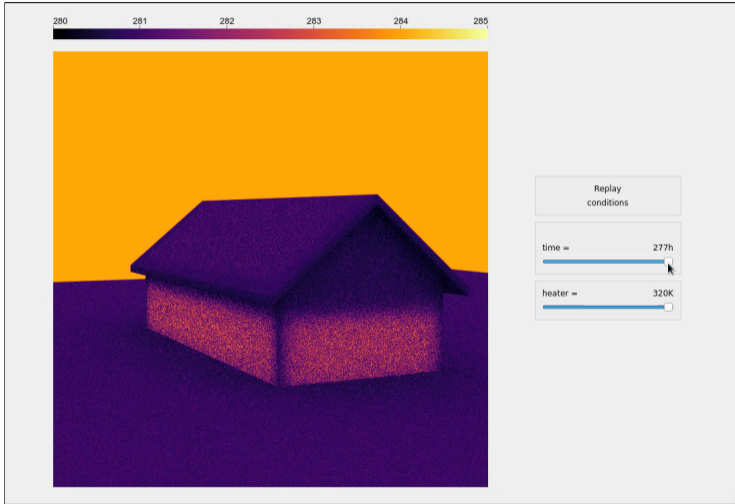 280 281 282 283 284 285
Replay
conditions
time = 277h
heater = 320K